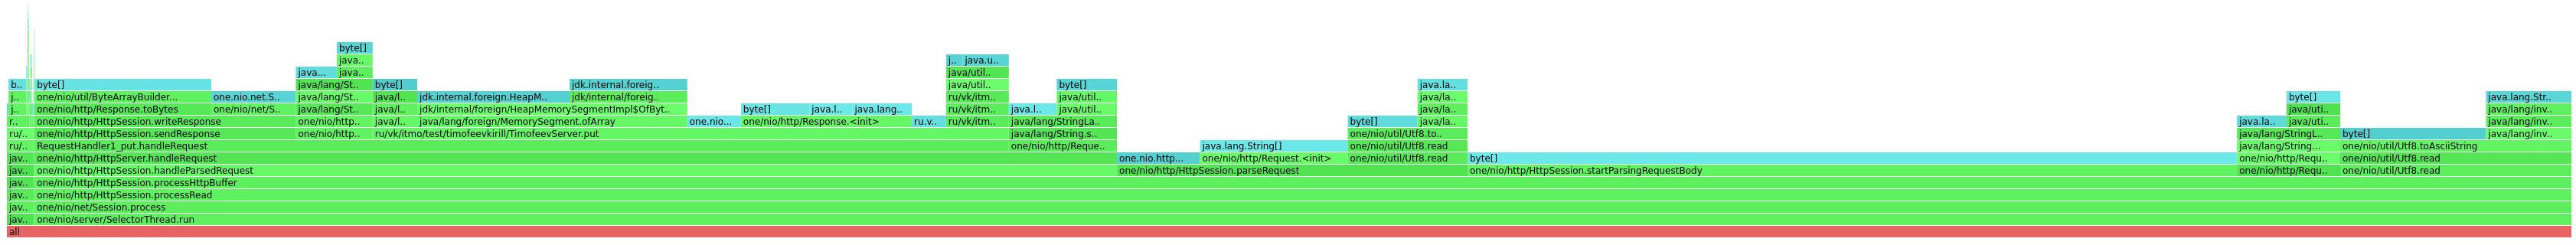 byte[]
java..
java... java.. j.. java.u..
java/util..
b.. byte[] java/lang/St.. byte[] jdk.internal.foreig.. java/util.. byte[] java.la..
j.. one/nio/util/ByteArrayBuilder... one.nio.net.S.. java/lang/St.. java/l.. jdk.internal.foreign.HeapM.. jdk/internal/foreig.. ru/vk/itm.. java/util.. java/la.. byte[] java.lang.Str..
j.. one/nio/http/Response.toBytes one/nio/net/S.. java/lang/St.. java/l.. jdk/internal/foreign/HeapMemorySegmentImpl$OfByt.. byte[] java.l.. java.lang.. ru/vk/itm.. java.l.. java/util.. java/la.. java/uti.. java/lang/inv..
r.. one/nio/http/HttpSession.writeResponse one/nio/http.. java/l.. java/lang/foreign/MemorySegment.ofArray one.nio... one/nio/http/Response.<init> ru.v.. ru/vk/itm.. java/lang/StringLa.. byte[] java/la.. java.la.. java/uti.. java/lang/inv..
ru/.. one/nio/http/HttpSession.sendResponse one/nio/http.. ru/vk/itmo/test/timofeevkirill/TimofeevServer.put java/lang/String.s.. one/nio/util/Utf8.to.. java/lang/StringL.. byte[] java/lang/inv..
ru/.. RequestHandler1_put.handleRequest one/nio/http/Reque.. java.lang.String[] one/nio/util/Utf8.read java/lang/String... one/nio/util/Utf8.toAsciiString
jav.. one/nio/http/HttpServer.handleRequest one.nio.http... one/nio/http/Request.<init> one/nio/util/Utf8.read byte[] one/nio/http/Requ.. one/nio/util/Utf8.read
jav.. one/nio/http/HttpSession.handleParsedRequest one/nio/http/HttpSession.parseRequest one/nio/http/HttpSession.startParsingRequestBody one/nio/http/Requ.. one/nio/util/Utf8.read
jav.. one/nio/http/HttpSession.processHttpBuffer
jav.. one/nio/http/HttpSession.processRead
jav.. one/nio/net/Session.process
jav.. one/nio/server/SelectorThread.run
all